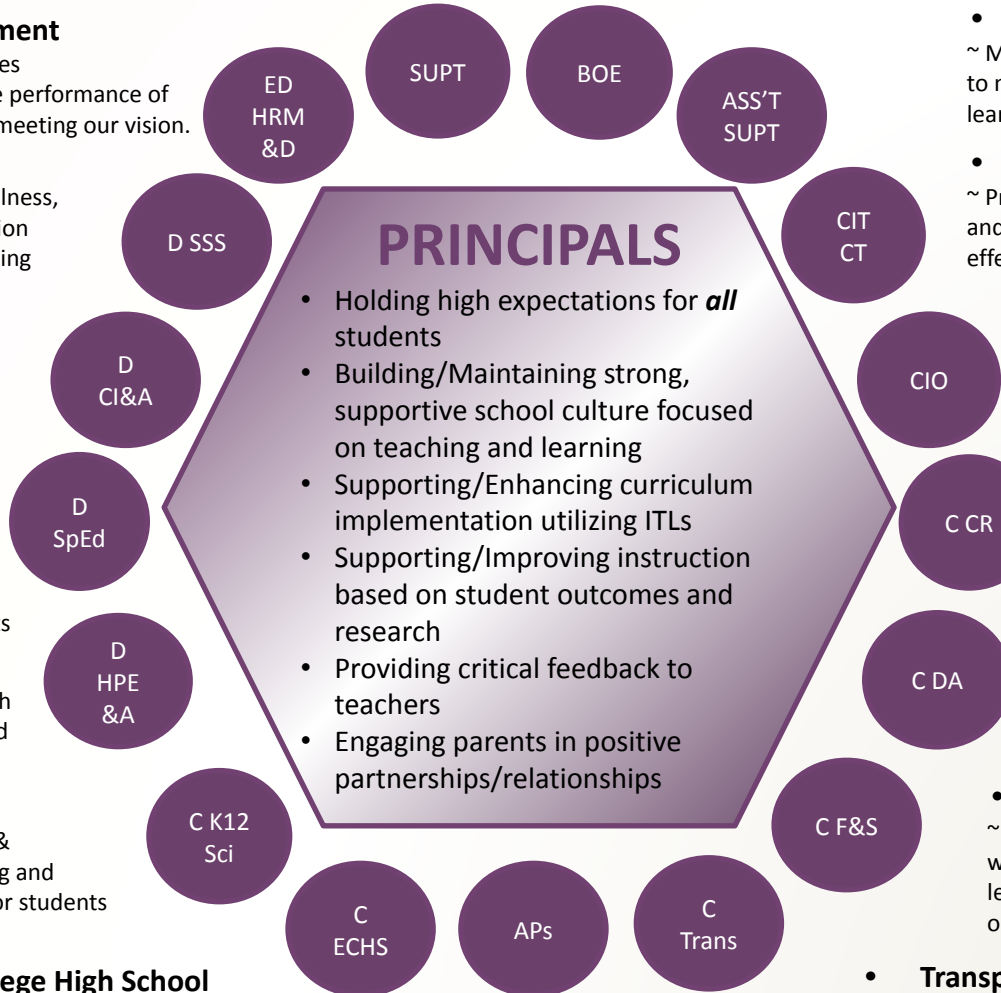 ment
es
e performance of
meeting our vision.
lness,
ion
ing
ts
h
d
&
g and
or students
lege High School
ED
HRM
&D
SUPT
BOE
ASS’T
SUPT
D SSS
CIT
CT
D
CI&A
CIO
D
SpEd
C CR
D
HPE
&A
C DA
C K12
Sci
C F&S
C
ECHS
APs
C
Trans
PRINCIPALS
• Holding high expectations for all
students
• Building/Maintaining strong,
supportive school culture focused
on teaching and learning
• Supporting/Enhancing curriculum
implementation utilizing ITLs
• Supporting/Improving instruction
based on student outcomes and
research
• Providing critical feedback to
teachers
• Engaging parents in positive
partnerships/relationships
•
~ M
to r
lear
•
~ Pr
and
effe
•
~
w
le
o
• Transp